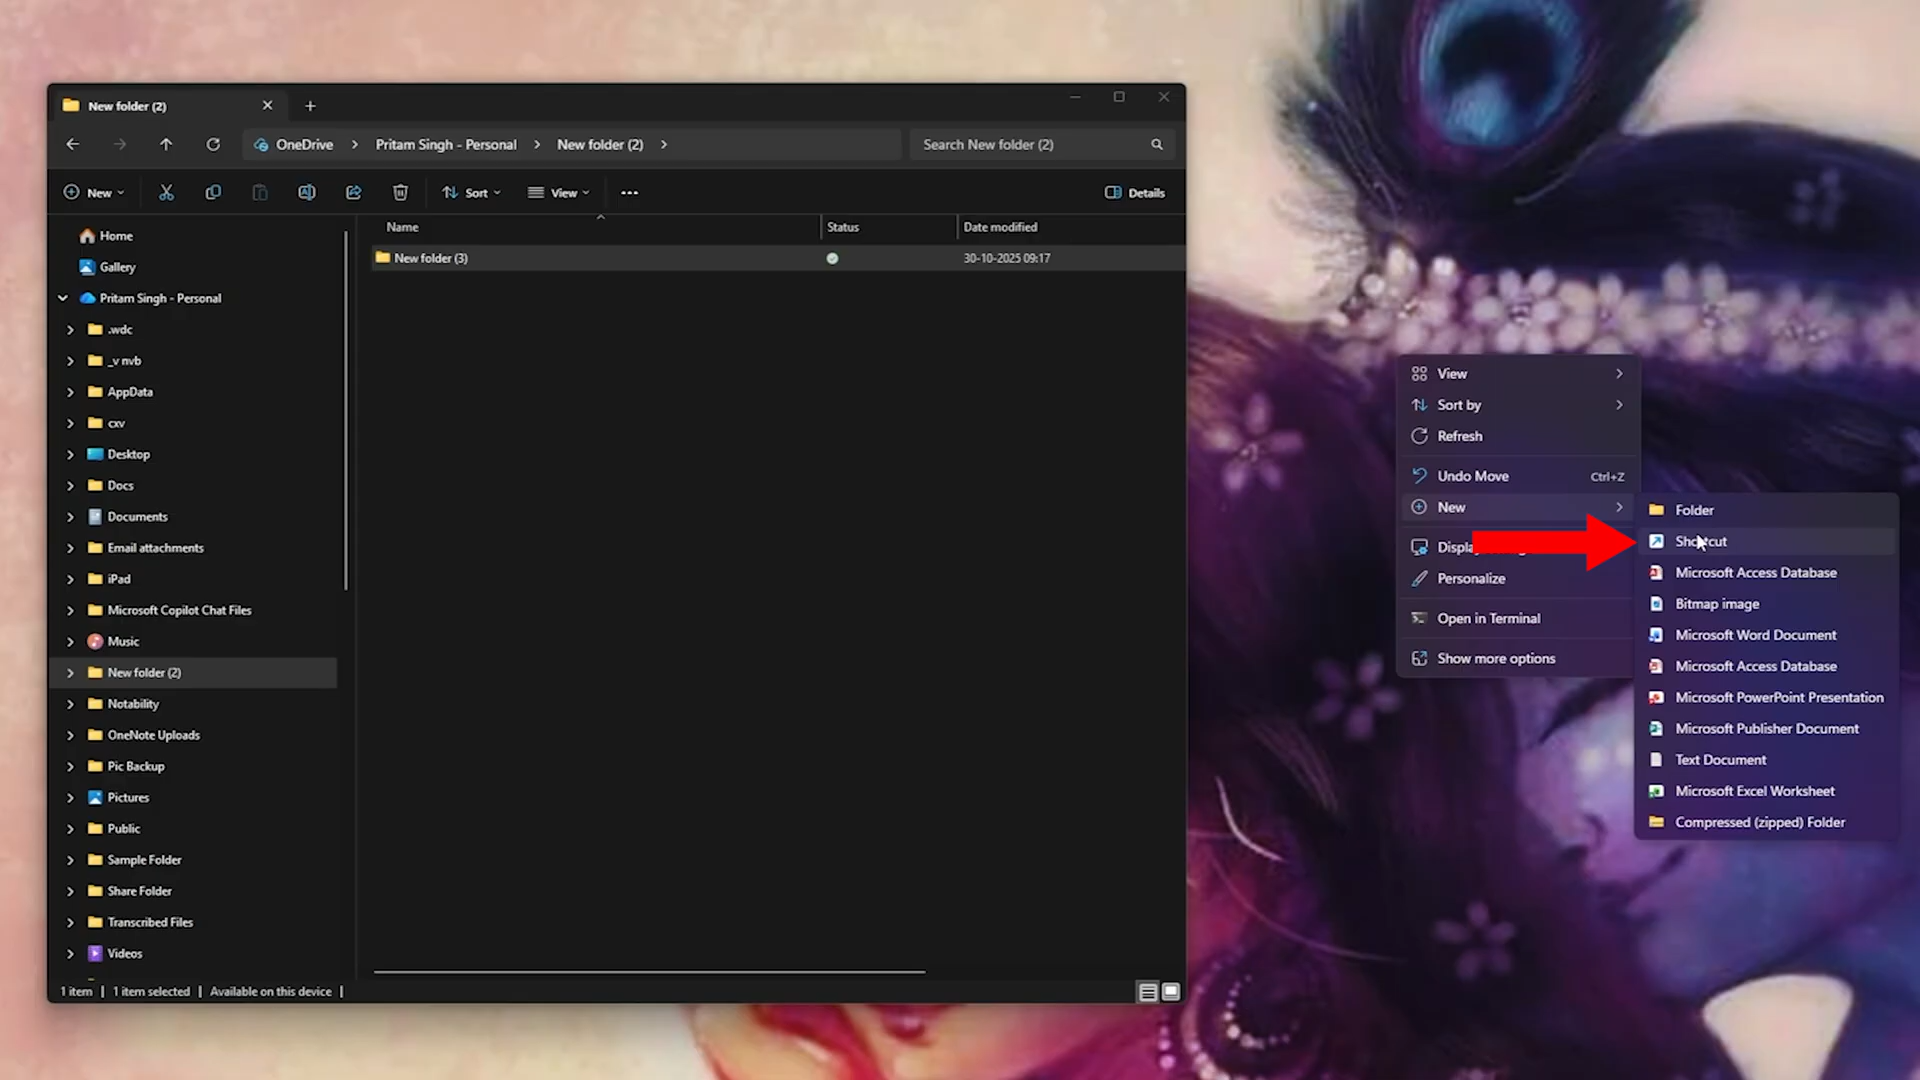 New folder (2)
OneDrive > Pritam Singh - Personal > New folder (2) >
Search New folder (2)
New
Sort
View
Details
Name
Status
Date modified
New folder (3)
30-10-2025 09:17
Home
Gallery
Pritam Singh - Personal
.wdc
_v nvb
AppData
cxv
Desktop
Docs
Documents
Email attachments
iPad
Microsoft Copilot Chat Files
Music
New folder (2)
Notability
OneNote Uploads
Pic Backup
Pictures
Public
Sample Folder
Share Folder
Transcribed Files
Videos
1 item | 1 item selected | Available on this device |
View
Sort by
Refresh
Undo Move Ctrl+Z
New
Personalize
Open in Terminal
Show more options
Folder
Shortcut
Microsoft Access Database
Bitmap image
Microsoft Word Document
Microsoft Access Database
Microsoft PowerPoint Presentation
Microsoft Publisher Document
Text Document
Microsoft Excel Worksheet
Compressed (zipped) Folder